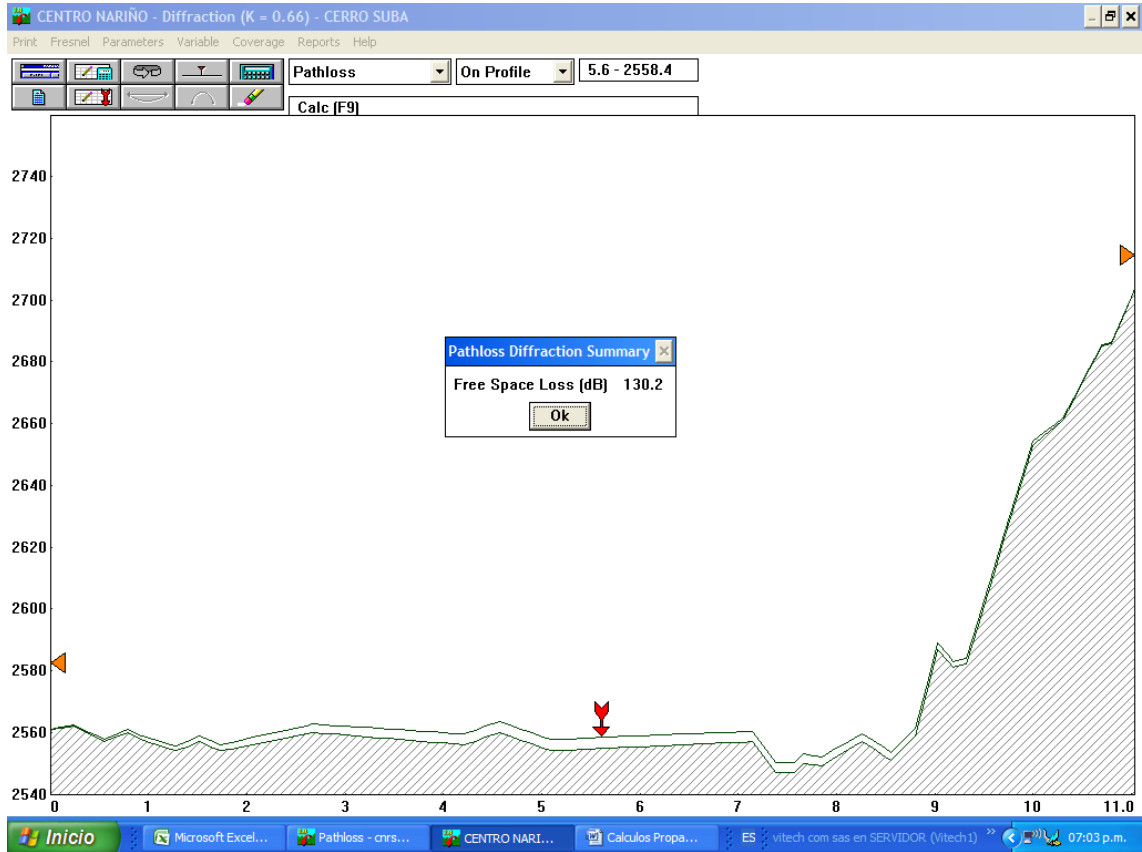 CENTRO NARIÑO - Diffraction (K = 0.66) - CERRO SUBA
Print Fresnel Parameters Variable Coverage Reports Help
Pathloss On Profile 5.6 - 2558.4
Calc (F9)
2740
2720
2700
2680
2660
2640
2620
2600
2580
2560
2540
Pathloss Diffraction Summary
Free Space Loss (dB) 130.2
Ok
0 1 2 3 4 5 6 7 8 9 10 11.0
Inicio Microsoft Excel... Pathloss - cnrs... CENTRO NARI... Calculos Propa... ES vitech com sas en SERVIDOR (Vitech1) 07:03 p.m.